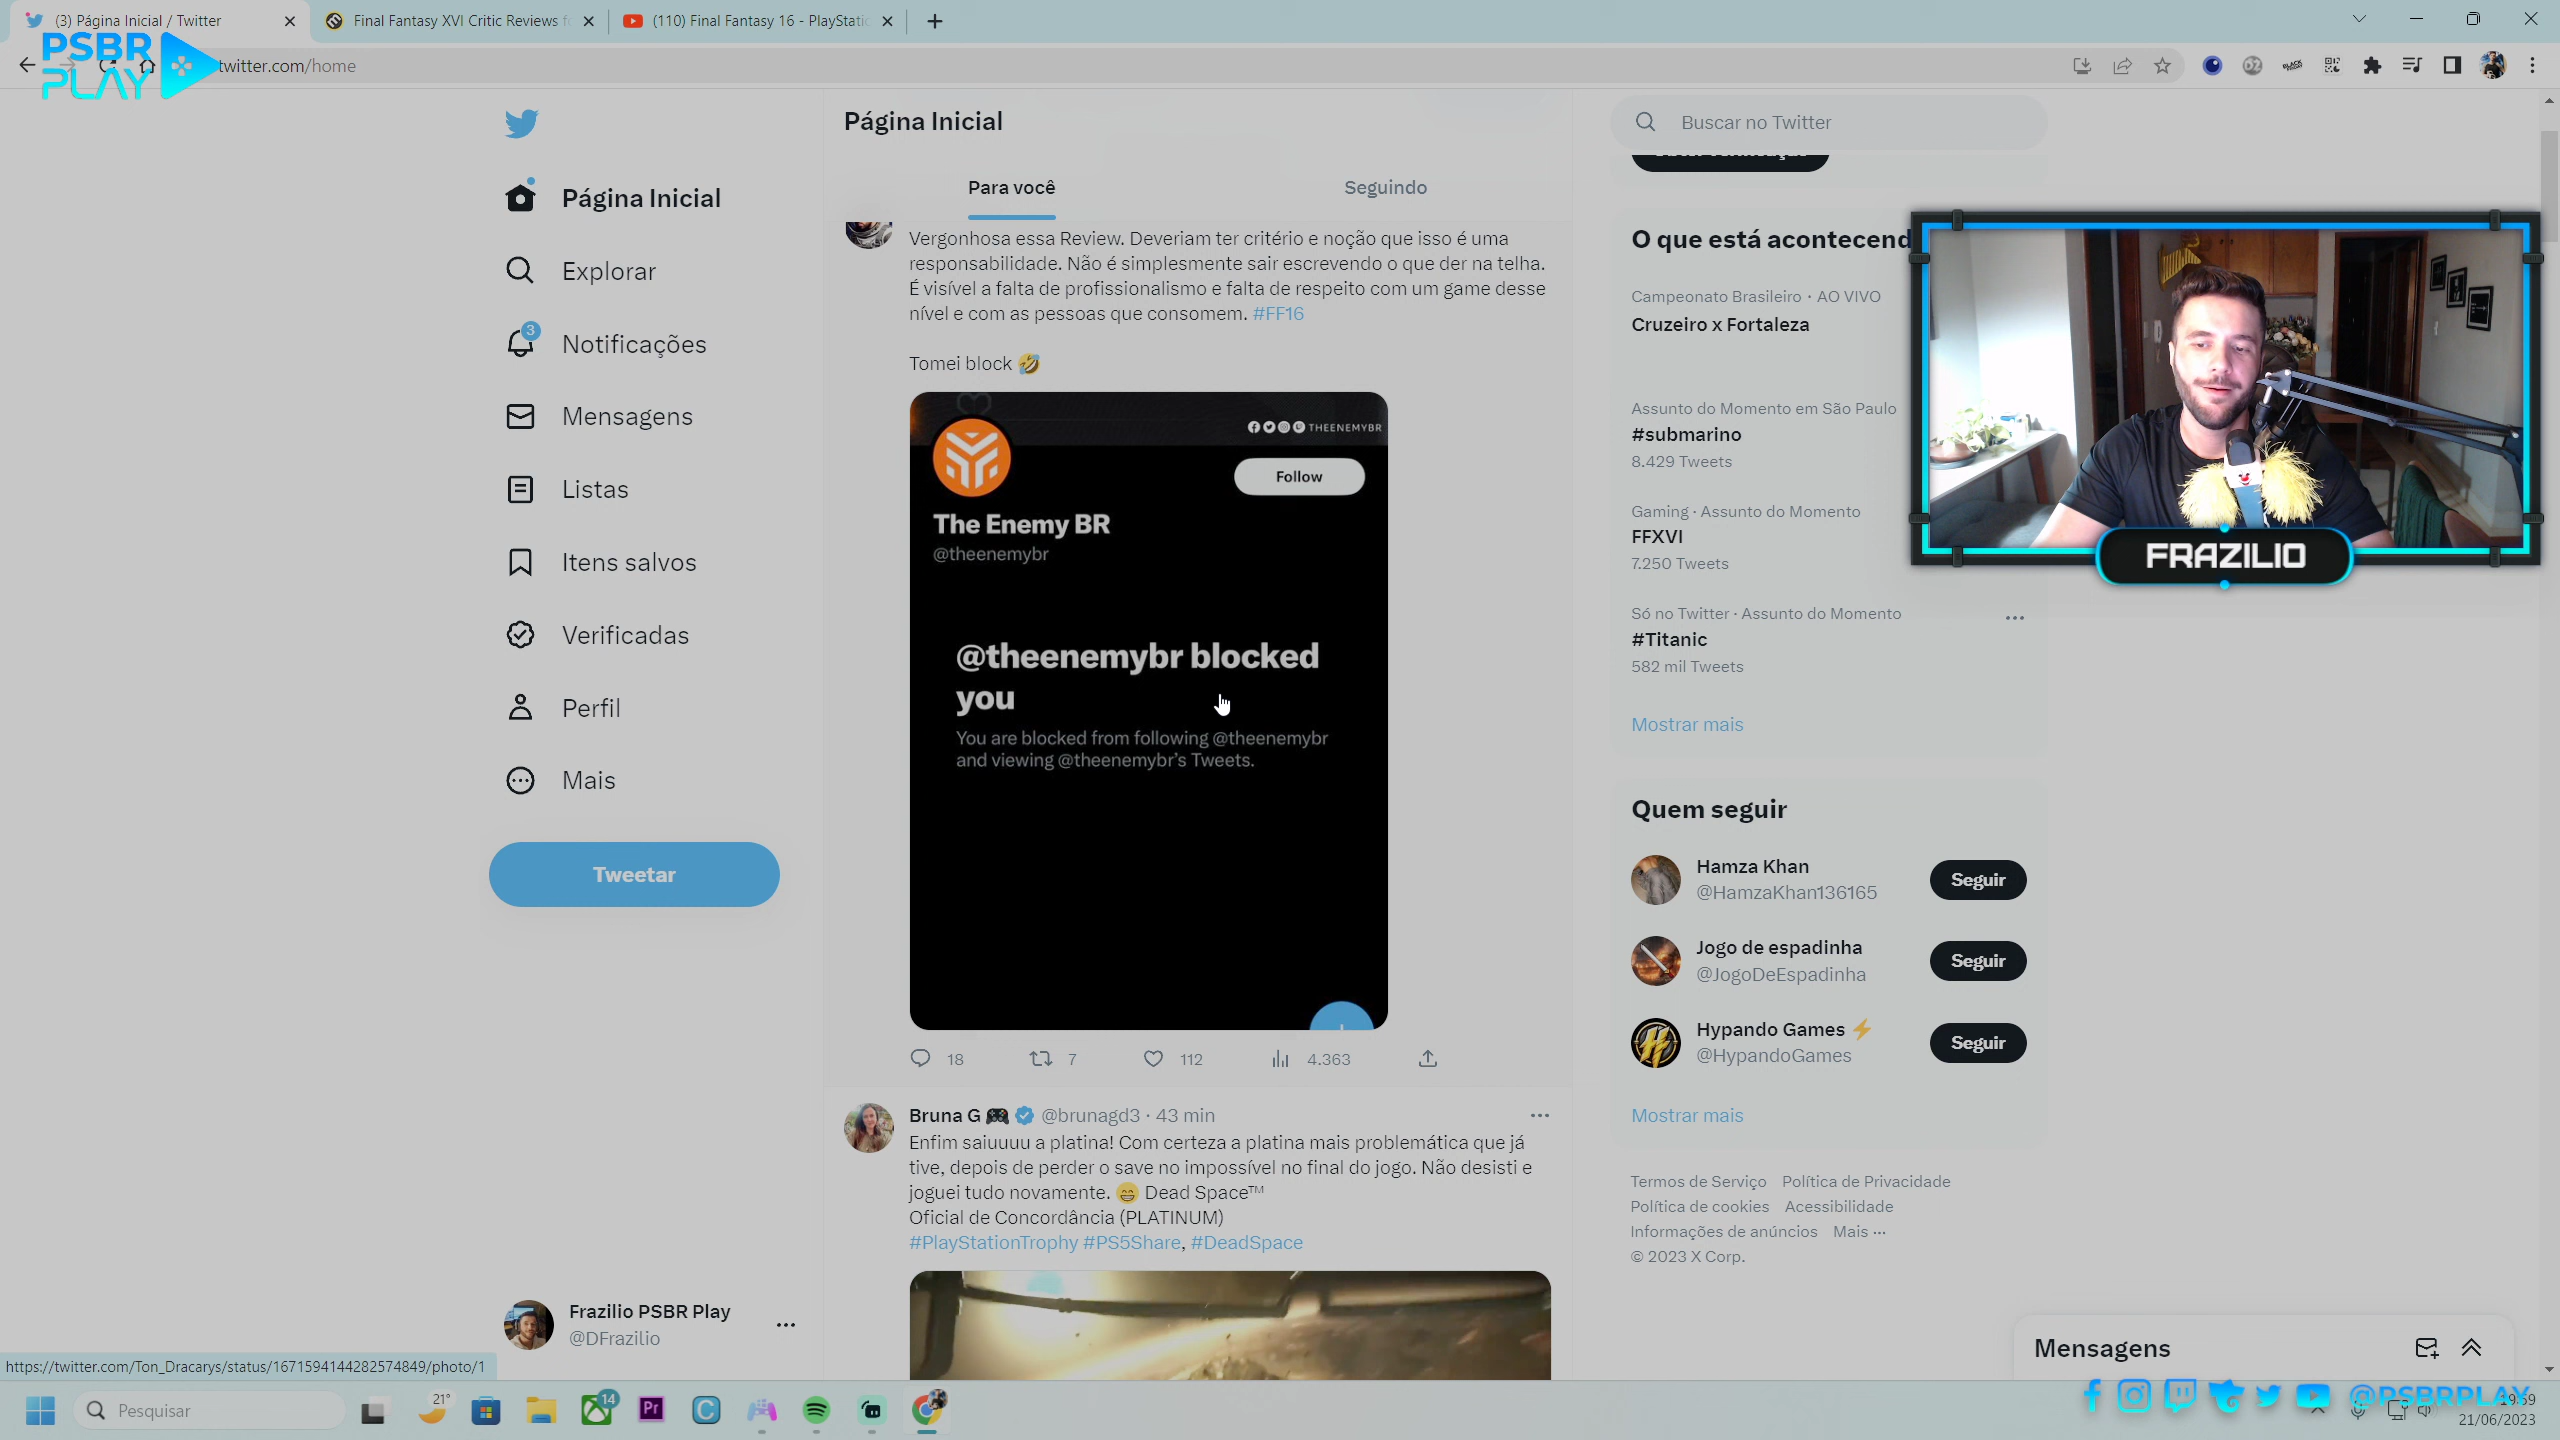 (3) Página Inicial / Twitter
Final Fantasy XVI Critic Reviews f
(110) Final Fantasy 16 - PlayStatio
PSBR
PLAY
twitter.com/home
Página Inicial
Explorar
3
Notificações
Mensagens
Listas
Itens salvos
Verificadas
Perfil
Mais
Tweetar
Frazilio PSBR Play
@DFrazilio
Página Inicial
Para você
Seguindo
Vergonhosa essa Review. Deveriam ter critério e noção que isso é uma
responsabilidade. Não é simplesmente sair escrevendo o que der na telha.
É visível a falta de profissionalismo e falta de respeito com um game desse
nível e com as pessoas que consomem. #FF16
Tomei block 🤣
THEENEMYBR
Follow
The Enemy BR
@theenemybr
@theenemybr blocked
you
You are blocked from following @theenemybr
and viewing @theenemybr's Tweets.
18
7
112
4.363
Bruna G 🎮 @brunagd3 · 43 min
Enfim saiuuuu a platina! Com certeza a platina mais problemática que já
tive, depois de perder o save no impossível no final do jogo. Não desisti e
joguei tudo novamente. 😁 Dead Space™
Oficial de Concordância (PLATINUM)
#PlayStationTrophy #PS5Share, #DeadSpace
Buscar no Twitter
O que está acontecend
Campeonato Brasileiro · AO VIVO
Cruzeiro x Fortaleza
Assunto do Momento em São Paulo
#submarino
8.429 Tweets
Gaming · Assunto do Momento
FFXVI
7.250 Tweets
Só no Twitter · Assunto do Momento
#Titanic
582 mil Tweets
Mostrar mais
FRAZILIO
Quem seguir
Hamza Khan
@HamzaKhan136165
Seguir
Jogo de espadinha
@JogoDeEspadinha
Seguir
Hypando Games ⚡
@HypandoGames
Seguir
Mostrar mais
Termos de Serviço Política de Privacidade
Política de cookies Acessibilidade
Informações de anúncios Mais ···
© 2023 X Corp.
Mensagens
https://twitter.com/Ton_Dracarys/status/1671594144282574849/photo/1
Pesquisar
21°
14
Pr
@PSBRPLAY
19:59
21/06/2023